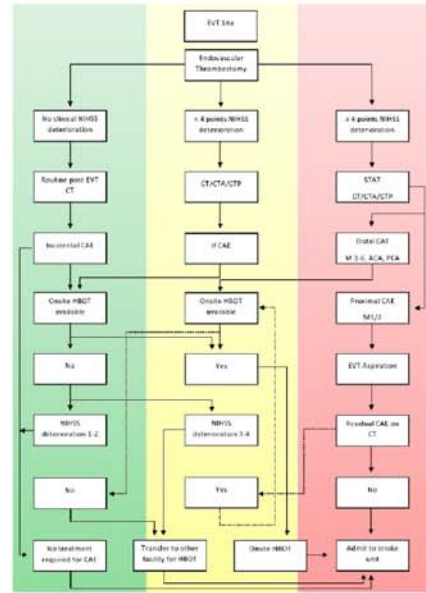 EVT Site
Endovascular
Thrombectomy
No clinical NIHSS
deterioration
< 4 points NIHSS
deterioration
≥ 4 points NIHSS
deterioration
Routine post EVT
CT
CT/CTA/CTP
STAT
CT/CTA/CTP
Incidental CAE
If CAE
Distal CAE
M 3-6, ACA, PCA
Onsite HBOT
available
Onsite HBOT
available
Proximal CAE
M1/2
No
Yes
EVT Aspiration
NIHSS
deterioration 1-2
NIHSS
deterioration 3-4
Residual CAE on
CT
No
Yes
No
No treatment
required for CAE
Transfer to other
facility for HBOT
Onsite HBOT
Admit to stroke
unit